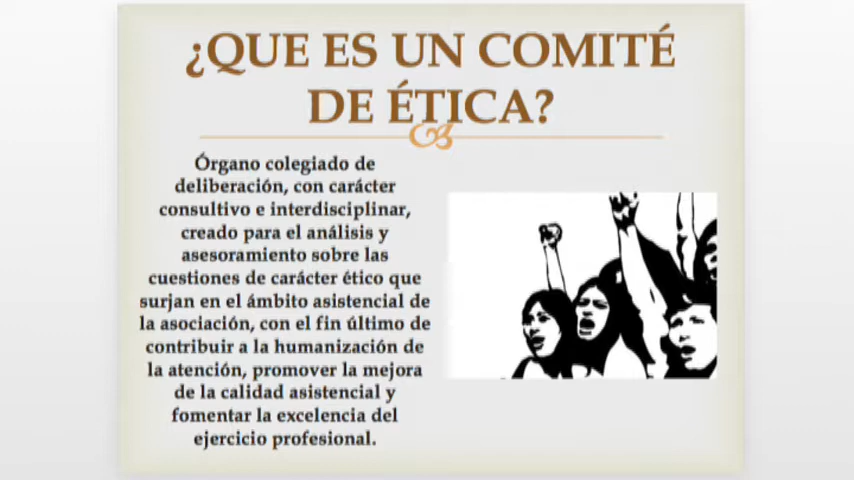 ¿QUE ES UN COMITÉ
DE ÉTICA?
Órgano colegiado de
deliberación, con carácter
consultivo e interdisciplinar,
creado para el análisis y
asesoramiento sobre las
cuestiones de carácter ético que
surjan en el ámbito asistencial de
la asociación, con el fin último de
contribuir a la humanización de
la atención, promover la mejora
de la calidad asistencial y
fomentar la excelencia del
ejercicio profesional.